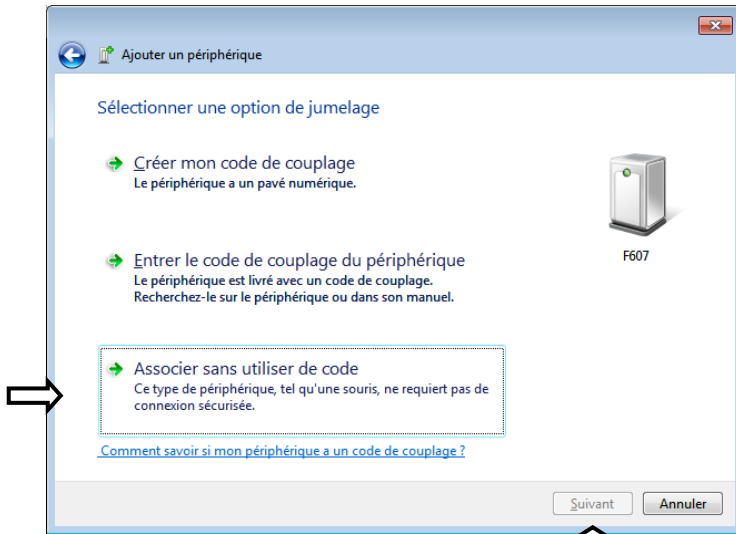 Ajouter un périphérique
Sélectionner une option de jumelage
Créer mon code de couplage
Le périphérique a un pavé numérique.
Entrer le code de couplage du périphérique
Le périphérique est livré avec un code de couplage.
Recherchez-le sur le périphérique ou dans son manuel.
F607
Associer sans utiliser de code
Ce type de périphérique, tel qu'une souris, ne requiert pas de
connexion sécurisée.
Comment savoir si mon périphérique a un code de couplage ?
Suivant
Annuler